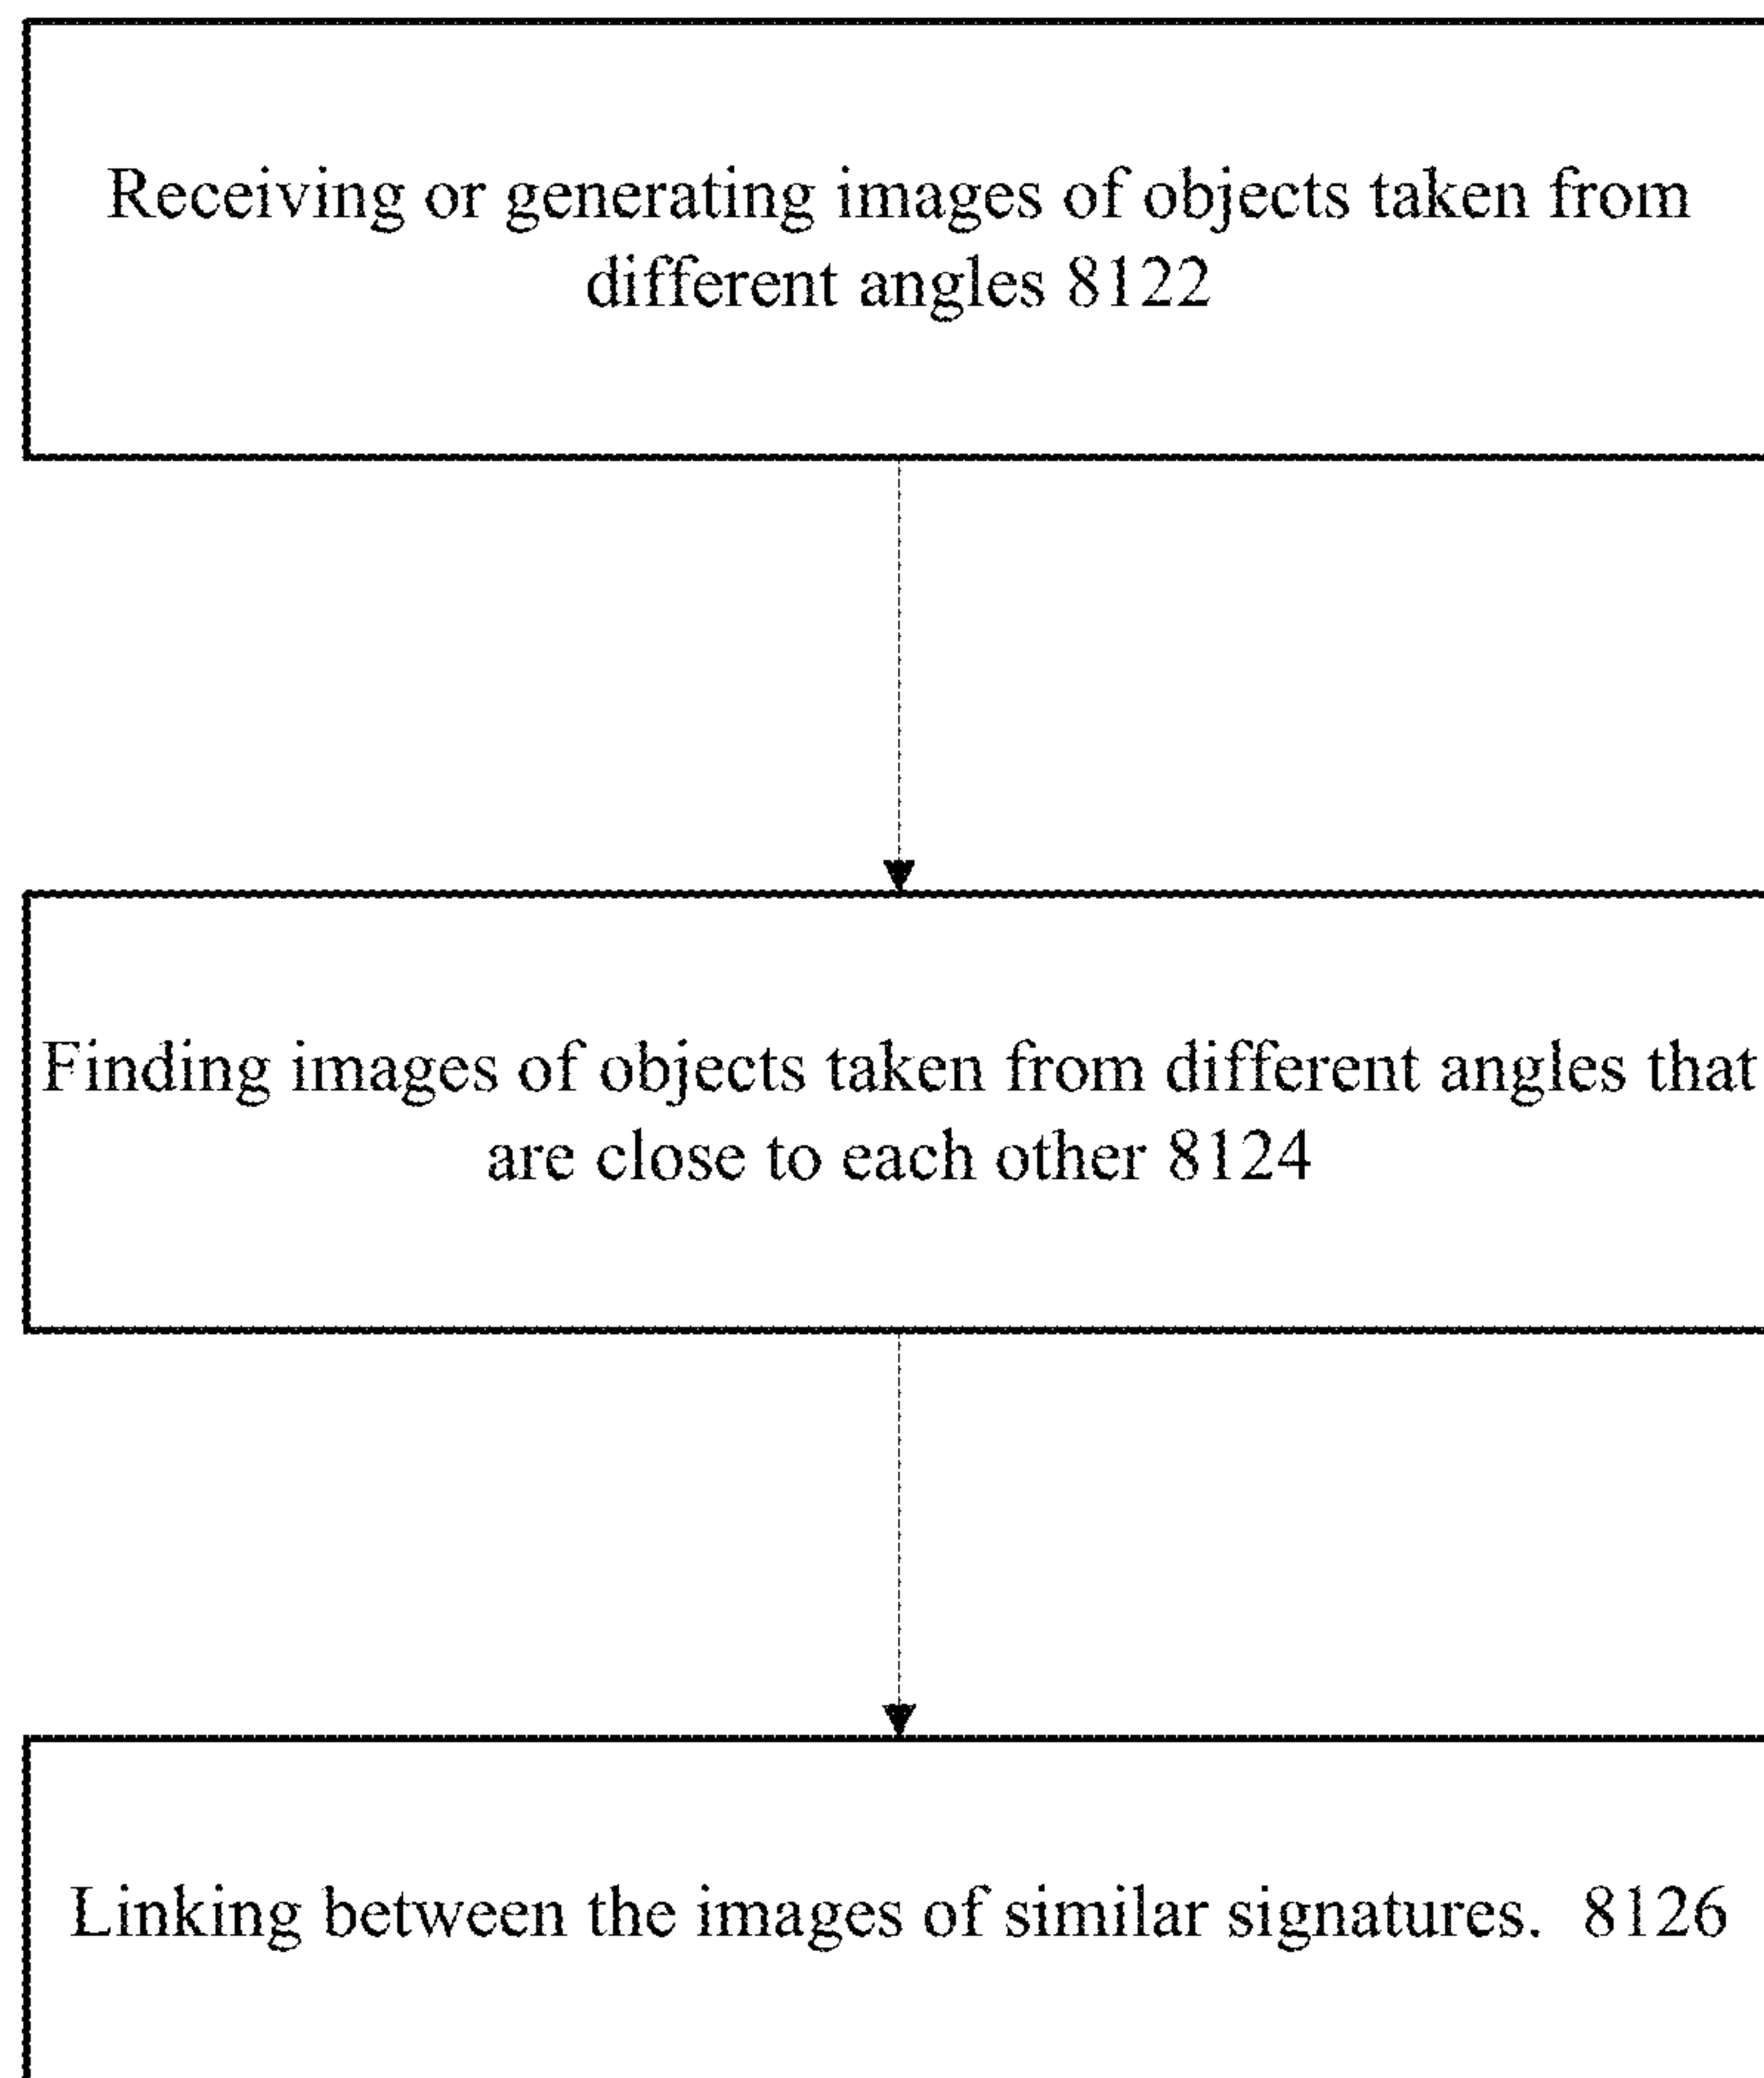 Receiving or generating images of objects taken from
different angles 8122
Finding images of objects taken from different angles that
are close to each other 8124
Linking between the images of similar signatures.  8126